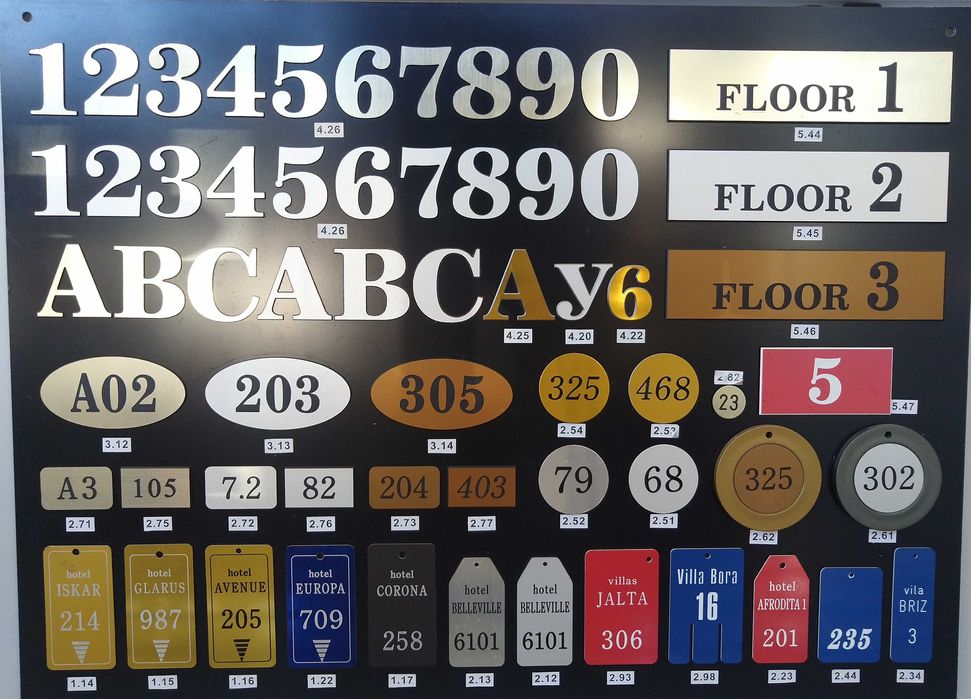 1234567890
4.26
FLOOR 1
5.44
1234567890
4.26
FLOOR 2
5.45
ABCABCAy6
4.25
4.20
4.22
FLOOR 3
5.46
A02
3.12
203
3.13
305
3.14
325
2.54
468
2.82
23
5
5.47
A3
2.71
105
2.75
7.2
2.72
82
2.76
204
2.73
403
2.77
79
2.52
68
2.51
325
2.62
302
2.61
hotel
ISKAR
214
1.14
hotel
GLARUS
987
1.15
hotel
AVENUE
205
1.16
hotel
EUROPA
709
1.22
hotel
CORONA
258
1.17
hotel
BELLEVILLE
6101
2.13
hotel
BELLEVILLE
6101
2.12
villas
JALTA
306
2.93
Villa Bora
16
2.98
hotel
AFRODITA 1
201
2.23
235
2.44
vila
BRIZ
3
2.34